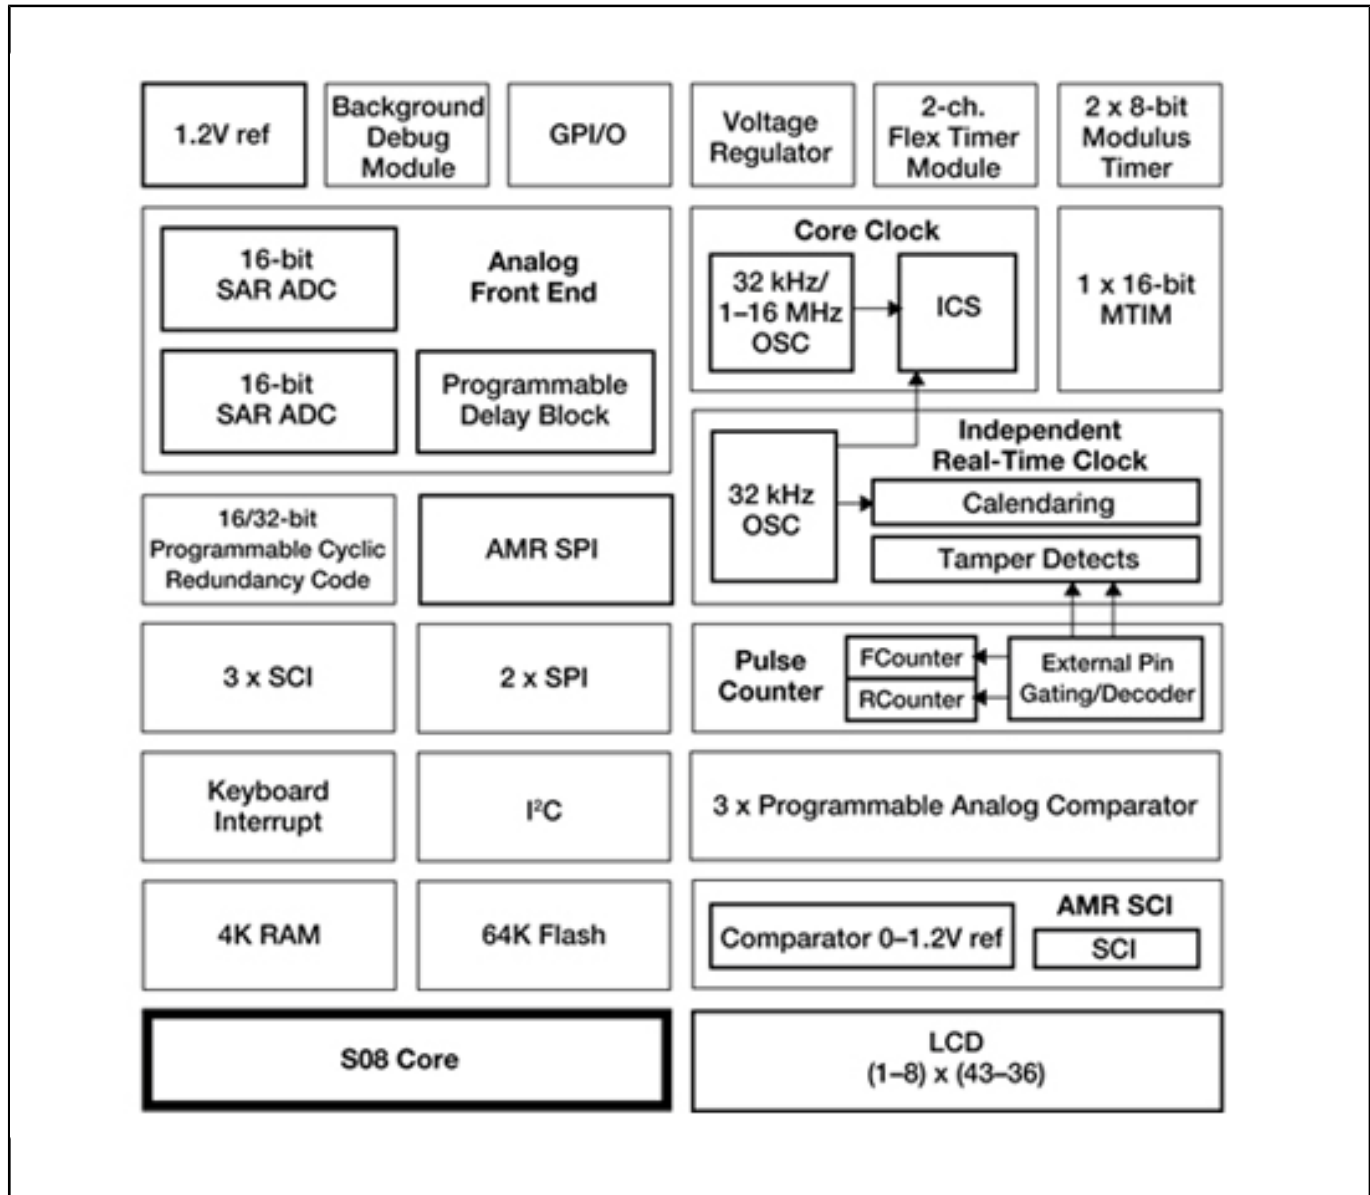 1.2V ref
Background
Debug
Module
GPI/O
Voltage
Regulator
2-ch.
Flex Timer
Module
2 x 8-bit
Modulus
Timer
16-bit
SAR ADC
Analog
Front End
16-bit
SAR ADC
Programmable
Delay Block
Core Clock
32 kHz/
1–16 MHz
OSC
ICS
1 x 16-bit
MTIM
Independent
Real-Time Clock
32 kHz
OSC
Calendaring
Tamper Detects
16/32-bit
Programmable Cyclic
Redundancy Code
AMR SPI
3 x SCI
2 x SPI
Pulse
Counter
FCounter
RCounter
External Pin
Gating/Decoder
Keyboard
Interrupt
I²C
3 x Programmable Analog Comparator
4K RAM
64K Flash
Comparator 0–1.2V ref
AMR SCI
SCI
S08 Core
LCD
(1–8) x (43–36)